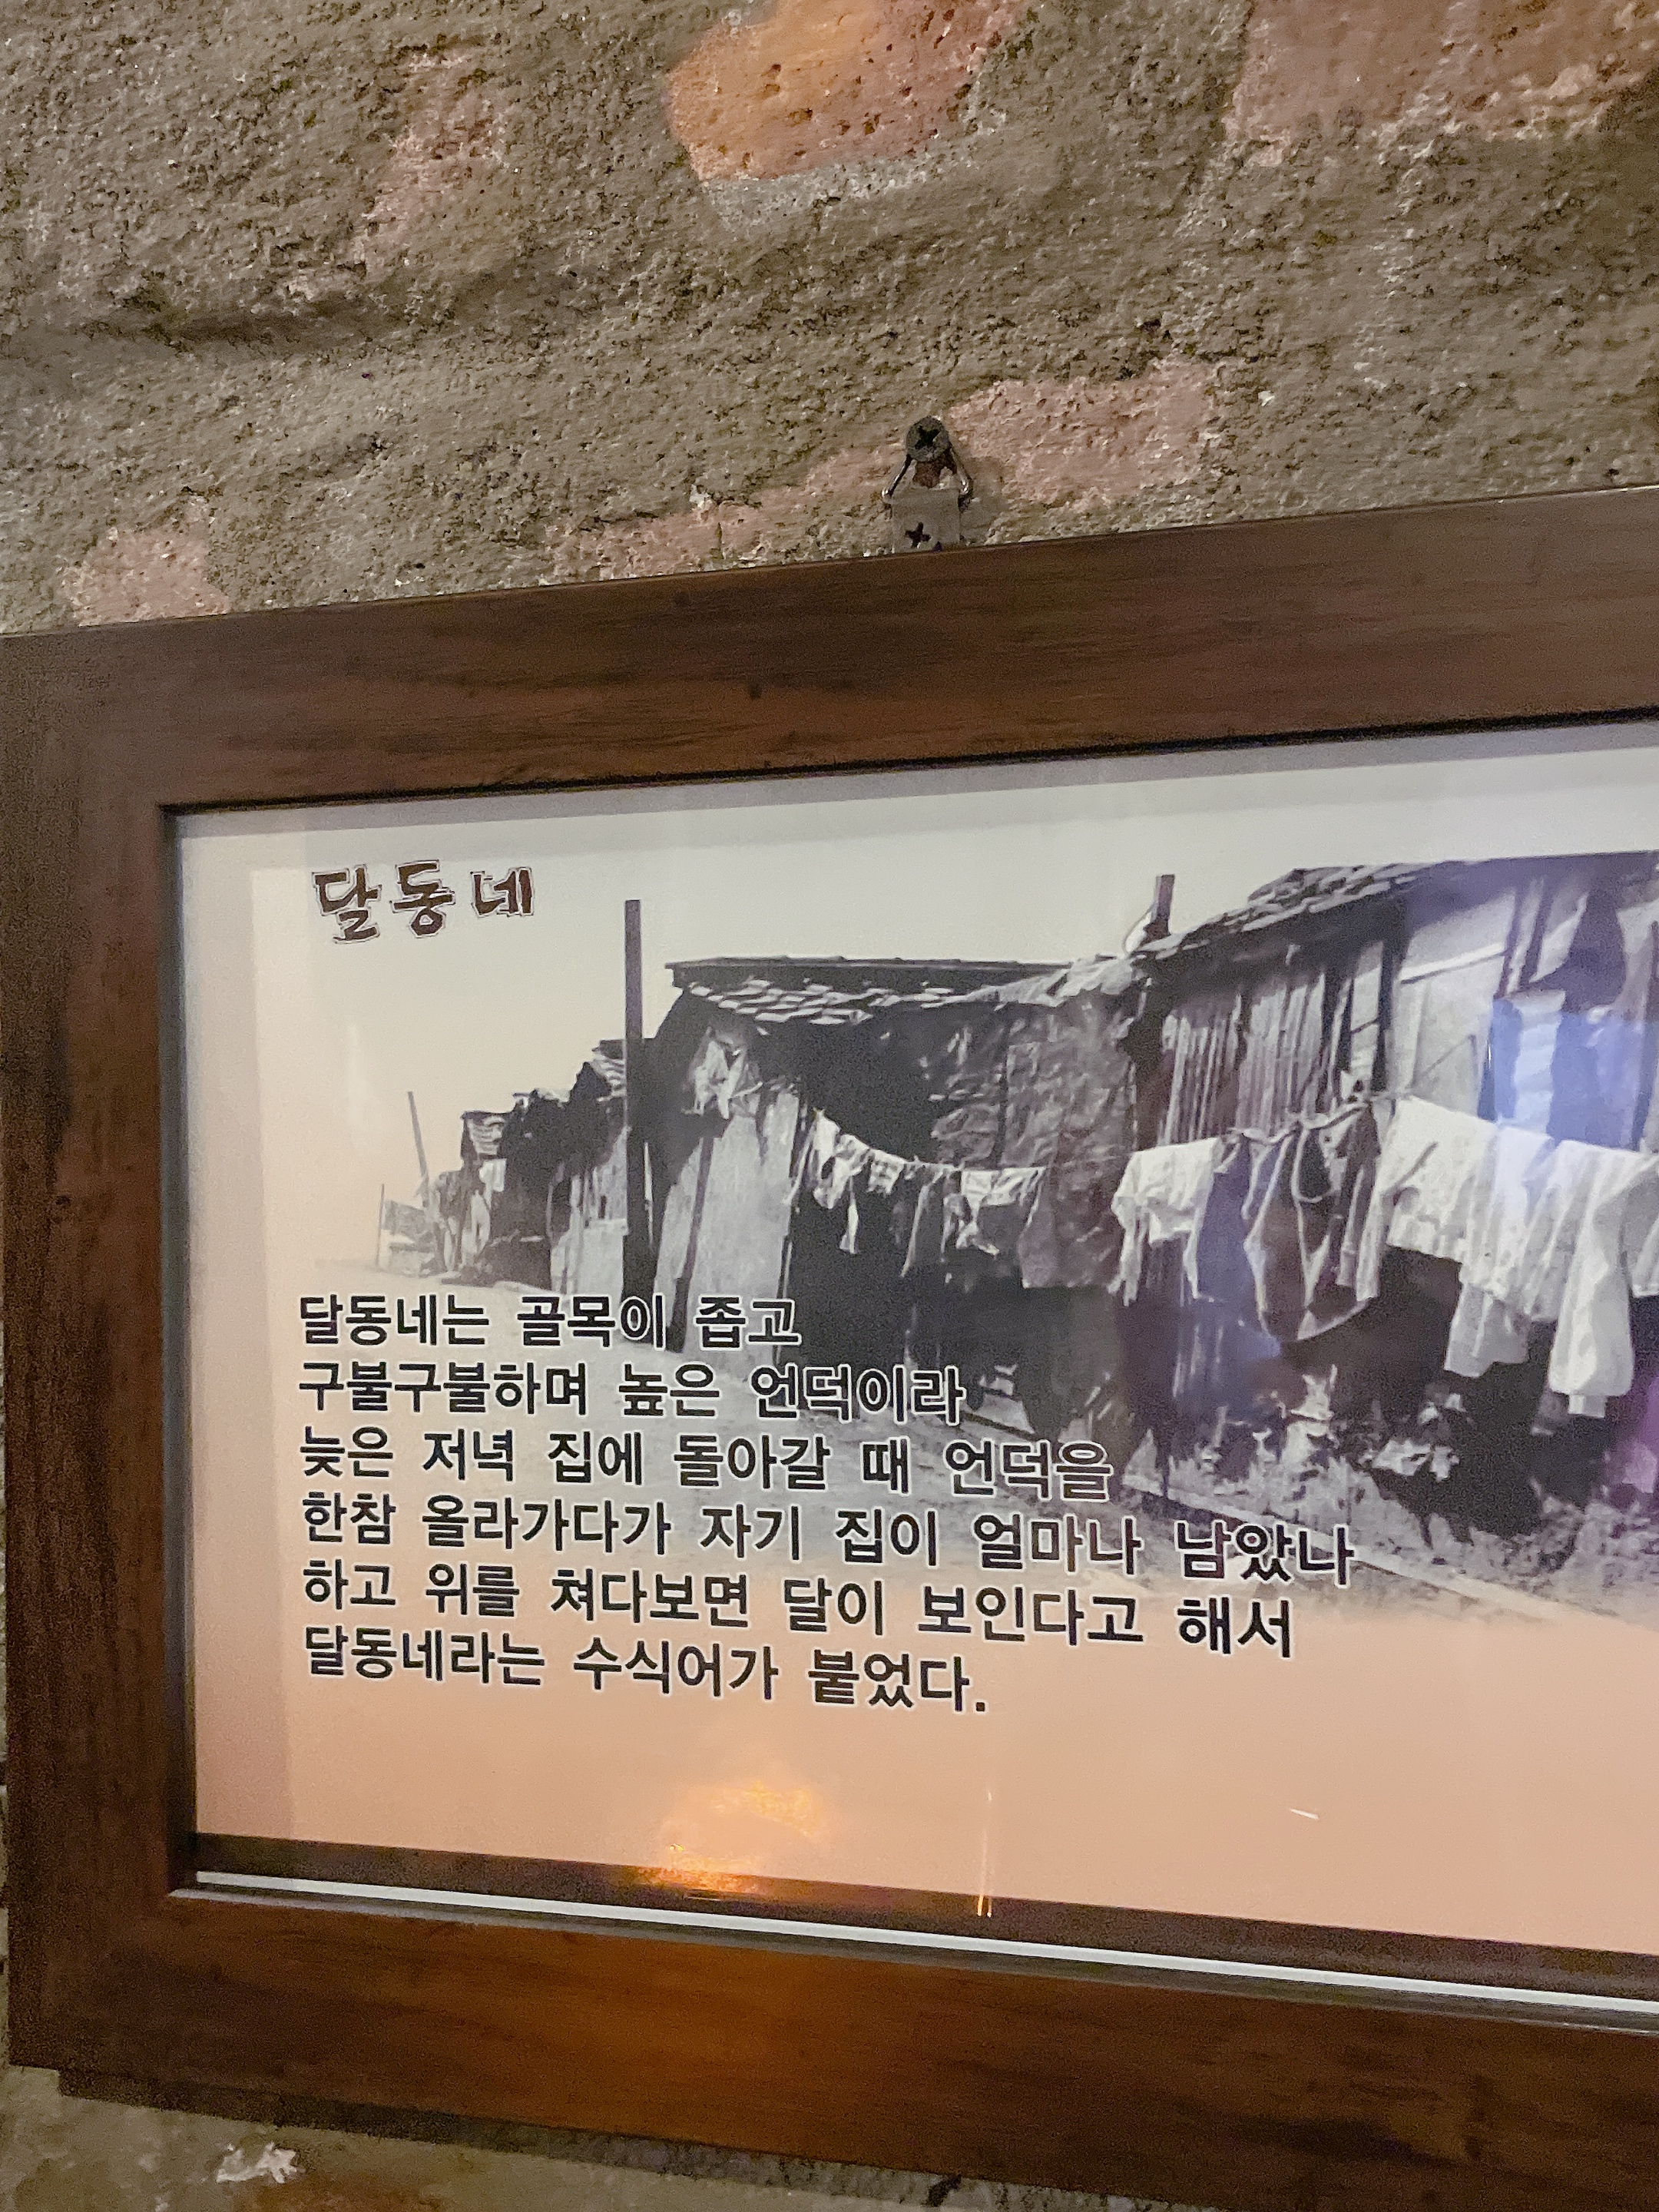 달동네
달동네는 골목이 좁고
구불구불하며 높은 언덕이라
늦은 저녁 집에 돌아갈 때 언덕을
한참 올라가다가 자기 집이 얼마나 남았나
하고 위를 쳐다보면 달이 보인다고 해서
달동네라는 수식어가 붙었다.